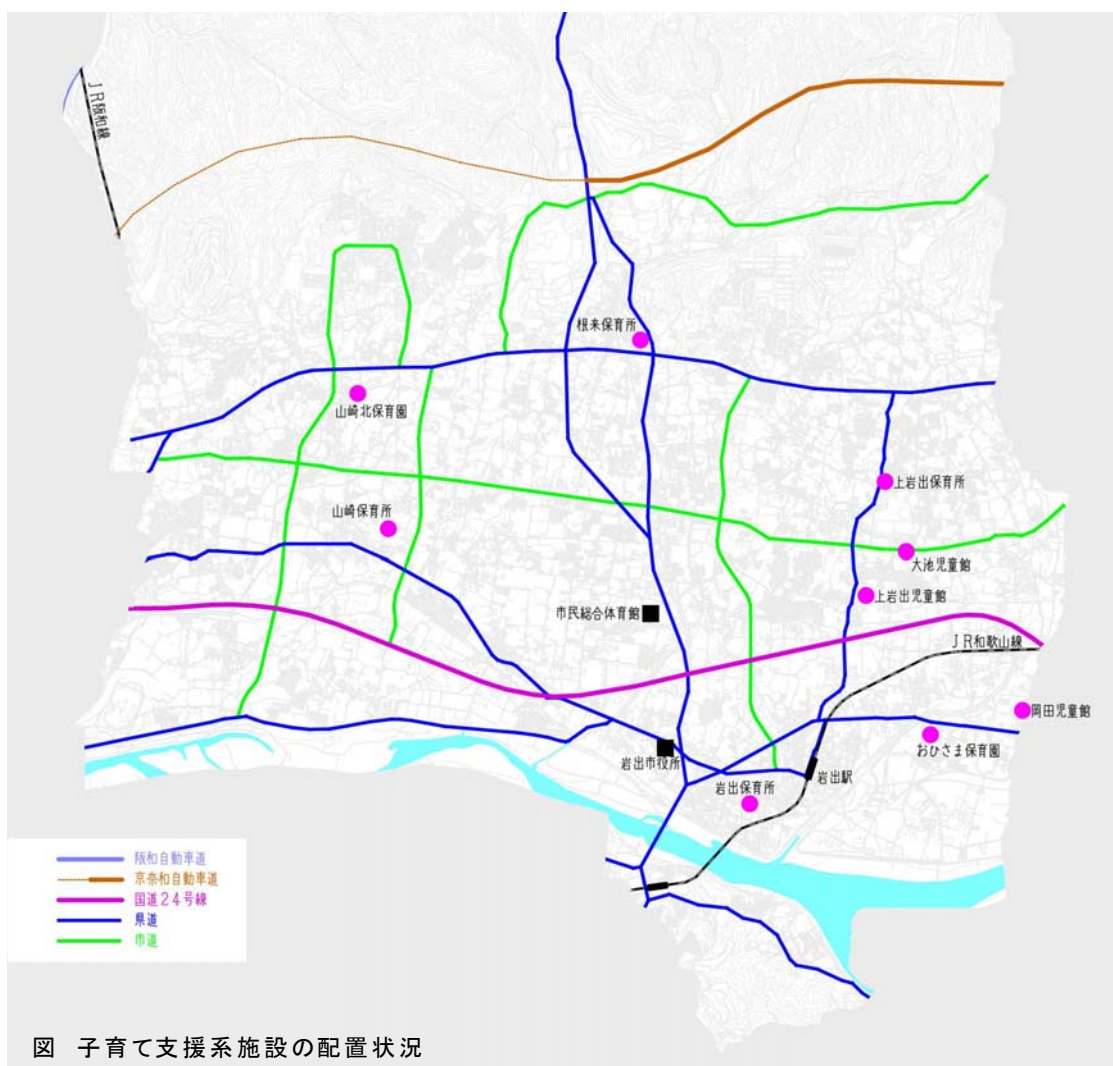 JR阪和線
根来保育所
山崎北保育園
上岩出保育所
山崎保育所
大池児童館
上岩出児童館
市民総合体育館
JR和歌山線
岡田児童館
おひさま保育園
岩出市役所
岩出駅
岩出保育所
阪和自動車道
京奈和自動車道
国道24号線
県道
市道
図 子育て支援系施設の配置状況